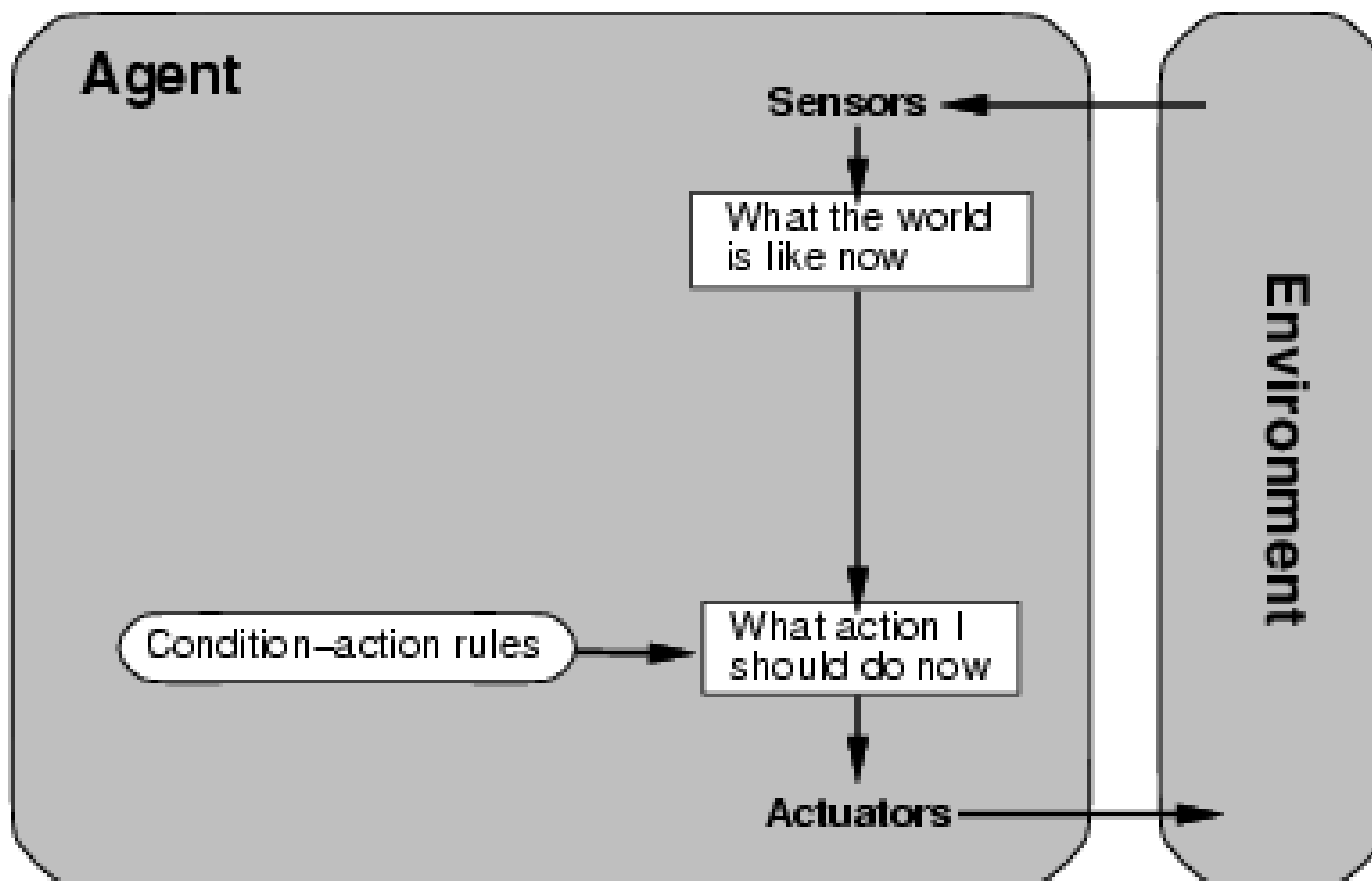 Agent
Sensors
What the world
is like now
Environment
Condition–action rules
What action I
should do now
Actuators